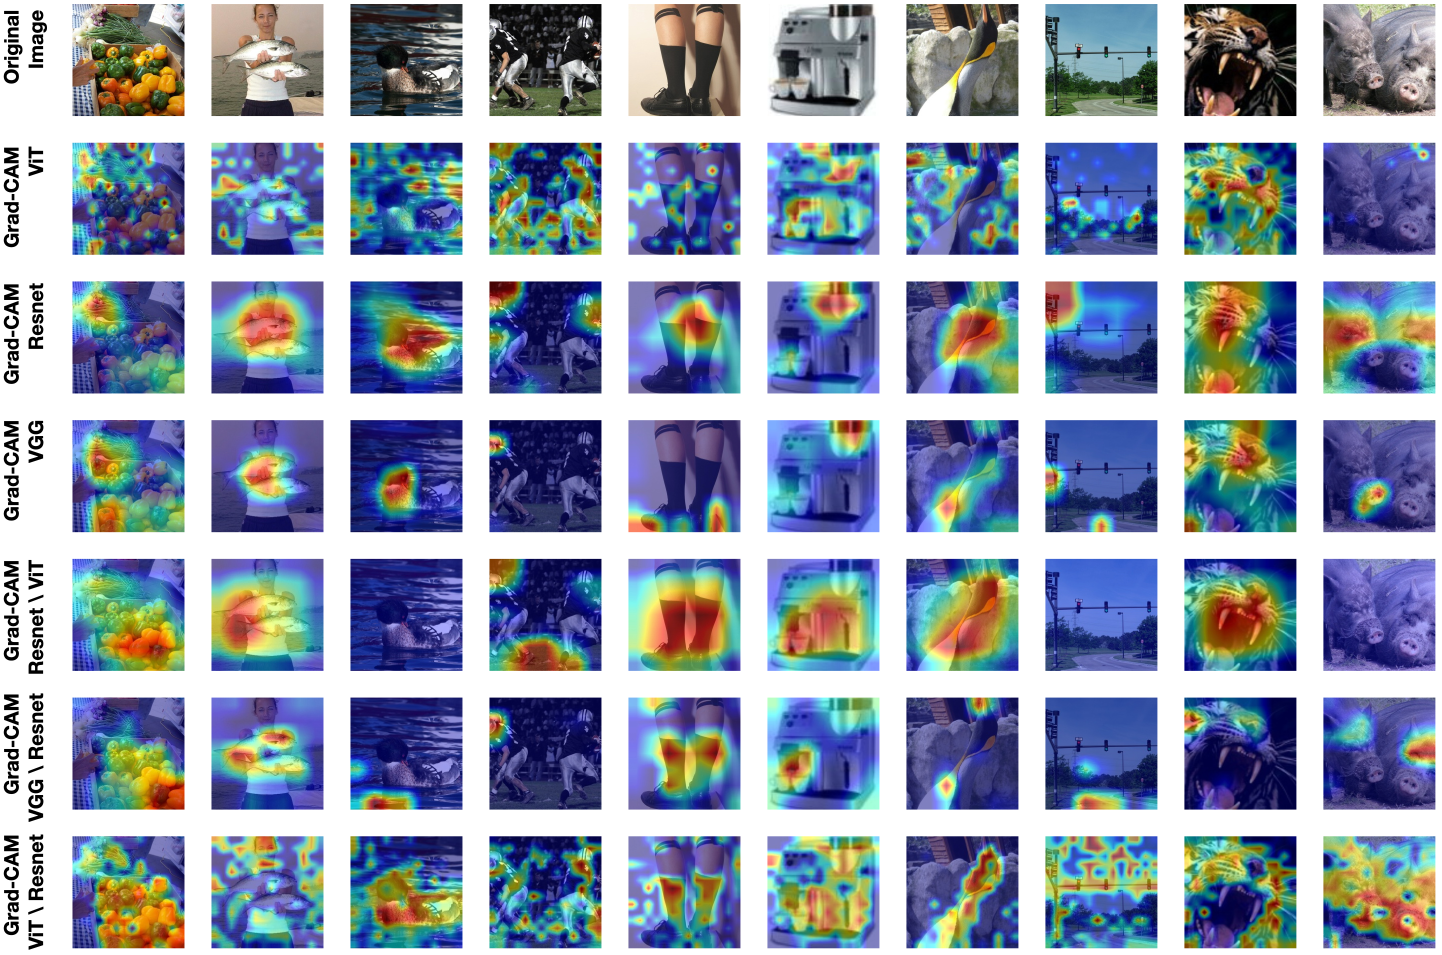 Original
Image
Grad-CAM
ViT
Grad-CAM
Resnet
Grad-CAM
VGG
Grad-CAM
Resnet \ ViT
Grad-CAM
VGG \ Resnet
Grad-CAM
ViT \ Resnet